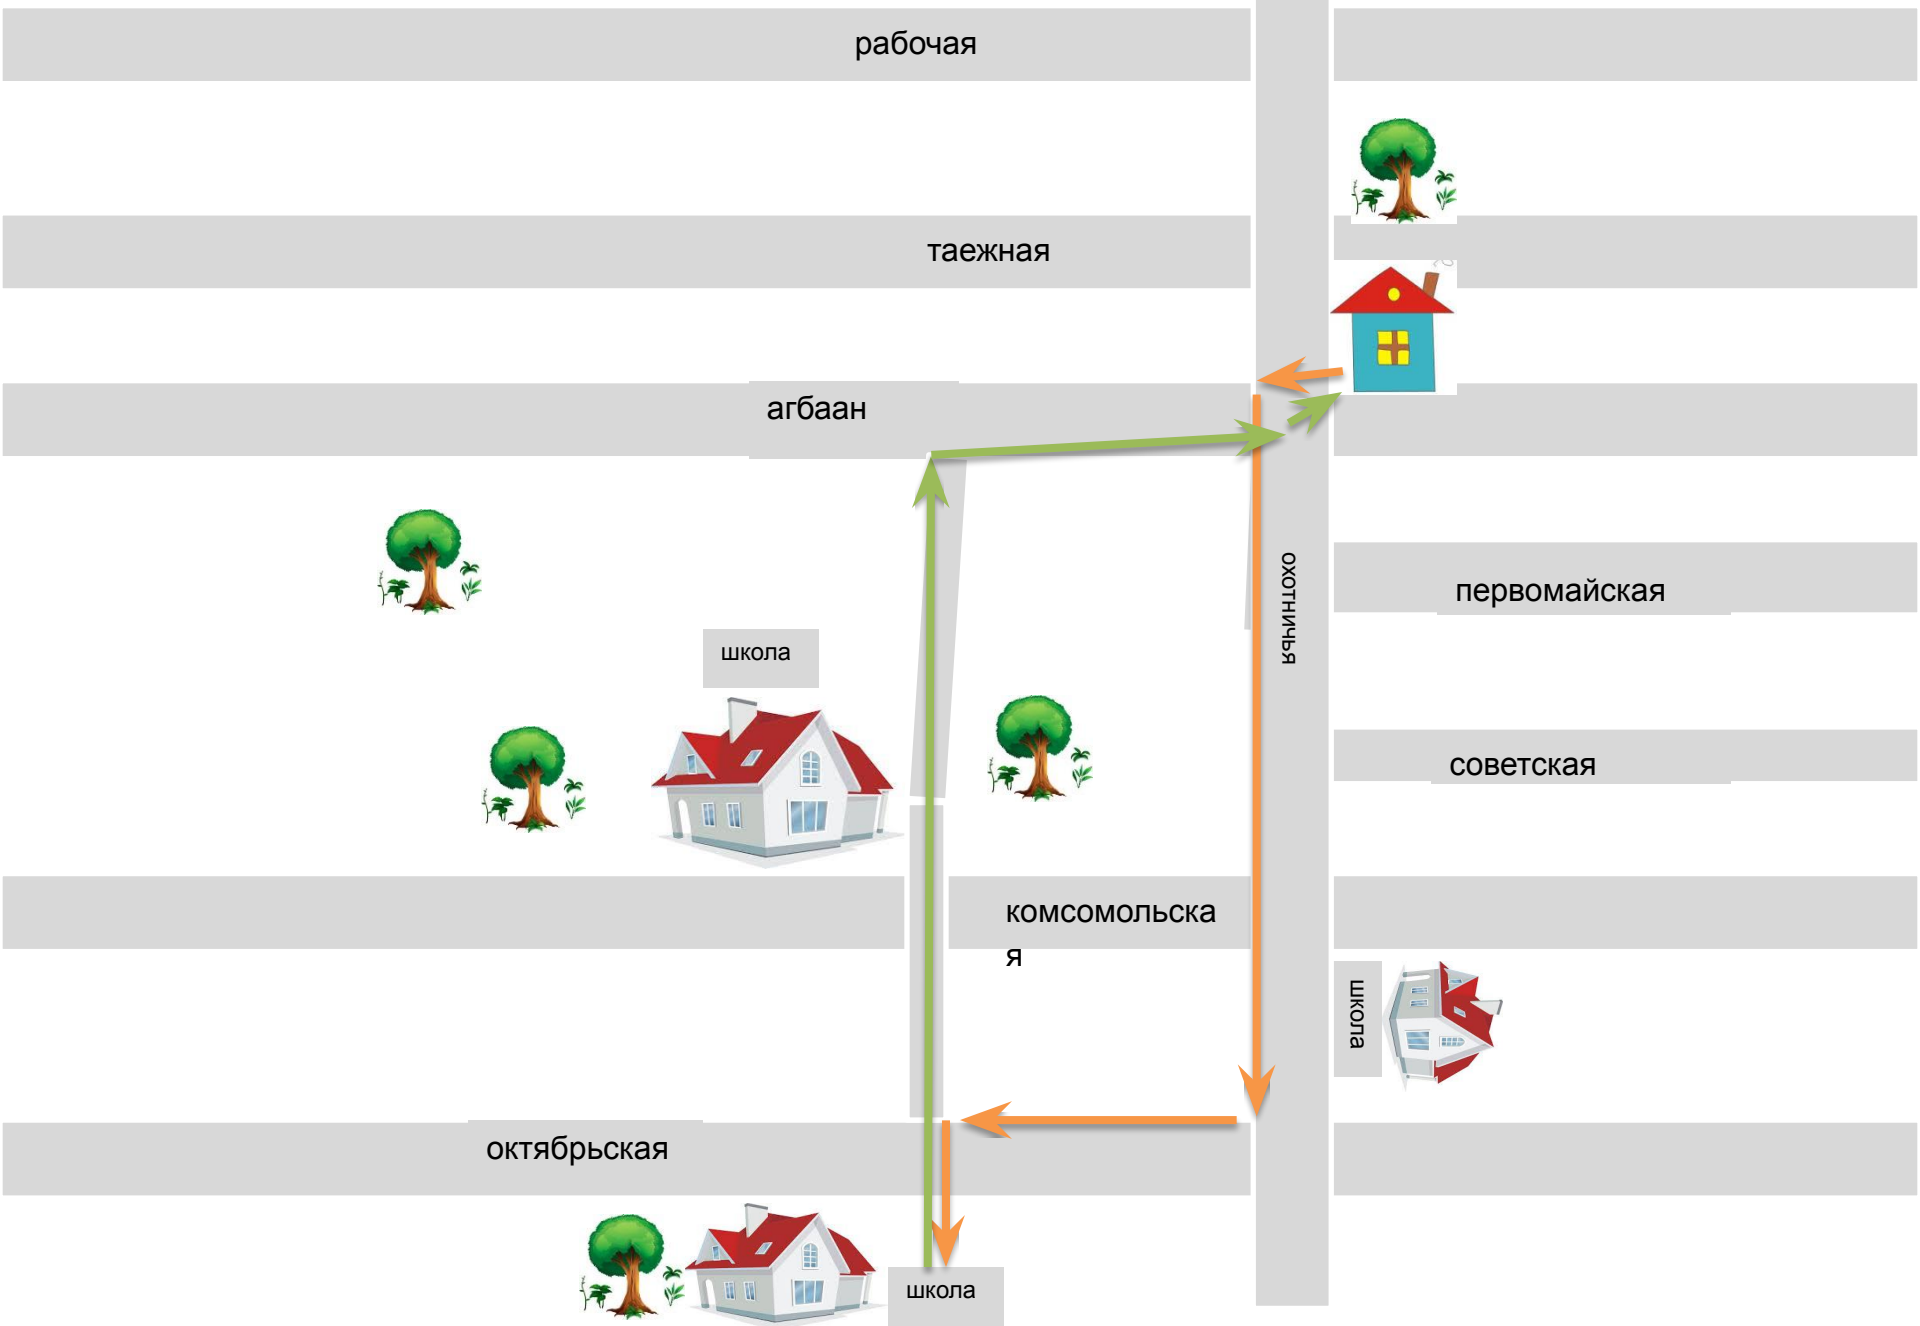 рабочая
таежная
агбаан
охотничья
первомайская
школа
советская
комсомольска
я
школа
октябрьская
школа